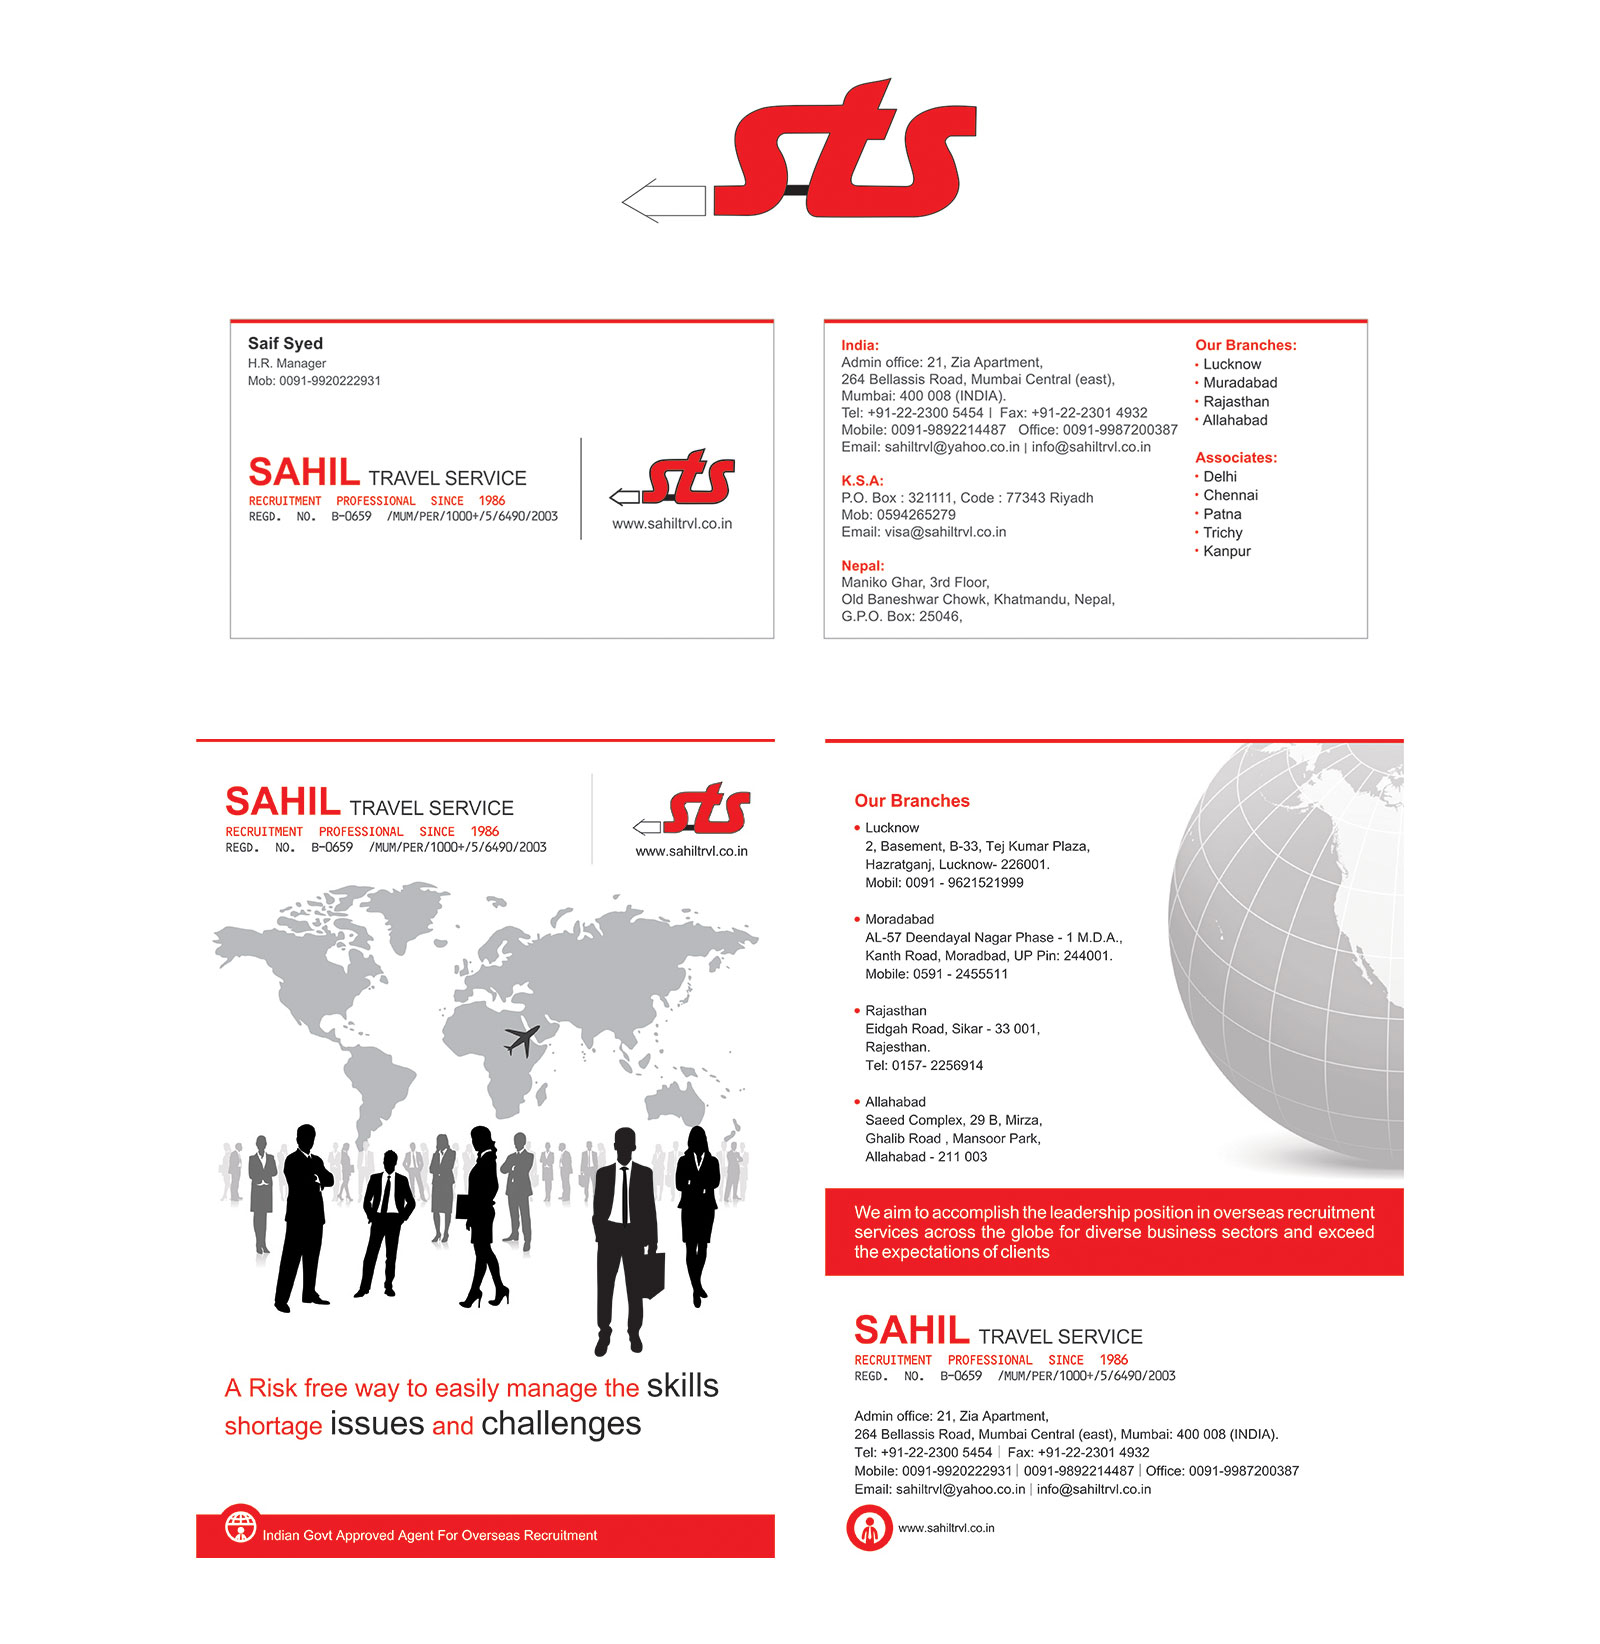 sts
Saif Syed
H.R. Manager
Mob: 0091-9920222931
SAHIL TRAVEL SERVICE
RECRUITMENT PROFESSIONAL SINCE 1986
REGD. NO. B-0659 /MUM/PER/1000+/5/6490/2003
sts
www.sahiltrvl.co.in
India:
Admin office: 21, Zia Apartment,
264 Bellassis Road, Mumbai Central (east),
Mumbai: 400 008 (INDIA).
Tel: +91-22-2300 5454 | Fax: +91-22-2301 4932
Mobile: 0091-9892214487 Office: 0091-9987200387
Email: sahiltrvl@yahoo.co.in | info@sahiltrvl.co.in
K.S.A:
P.O. Box : 321111, Code : 77343 Riyadh
Mob: 0594265279
Email: visa@sahiltrvl.co.in
Nepal:
Maniko Ghar, 3rd Floor,
Old Baneshwar Chowk, Khatmandu, Nepal,
G.P.O. Box: 25046,
Our Branches:
• Lucknow
• Muradabad
• Rajasthan
• Allahabad
Associates:
• Delhi
• Chennai
• Patna
• Trichy
• Kanpur
SAHIL TRAVEL SERVICE
RECRUITMENT PROFESSIONAL SINCE 1986
REGD. NO. B-0659 /MUM/PER/1000+/5/6490/2003
sts
www.sahiltrvl.co.in
A Risk free way to easily manage the skills
shortage issues and challenges
Indian Govt Approved Agent For Overseas Recruitment
Our Branches
• Lucknow
2, Basement, B-33, Tej Kumar Plaza,
Hazratganj, Lucknow- 226001.
Mobil: 0091 - 9621521999
• Moradabad
AL-57 Deendayal Nagar Phase - 1 M.D.A.,
Kanth Road, Moradbad, UP Pin: 244001.
Mobile: 0591 - 2455511
• Rajasthan
Eidgah Road, Sikar - 33 001,
Rajesthan.
Tel: 0157- 2256914
• Allahabad
Saeed Complex, 29 B, Mirza,
Ghalib Road , Mansoor Park,
Allahabad - 211 003
We aim to accomplish the leadership position in overseas recruitment
services across the globe for diverse business sectors and exceed
the expectations of clients
SAHIL TRAVEL SERVICE
RECRUITMENT PROFESSIONAL SINCE 1986
REGD. NO. B-0659 /MUM/PER/1000+/5/6490/2003
Admin office: 21, Zia Apartment,
264 Bellassis Road, Mumbai Central (east), Mumbai: 400 008 (INDIA).
Tel: +91-22-2300 5454 | Fax: +91-22-2301 4932
Mobile: 0091-9920222931 | 0091-9892214487 | Office: 0091-9987200387
Email: sahiltrvl@yahoo.co.in | info@sahiltrvl.co.in
www.sahiltrvl.co.in